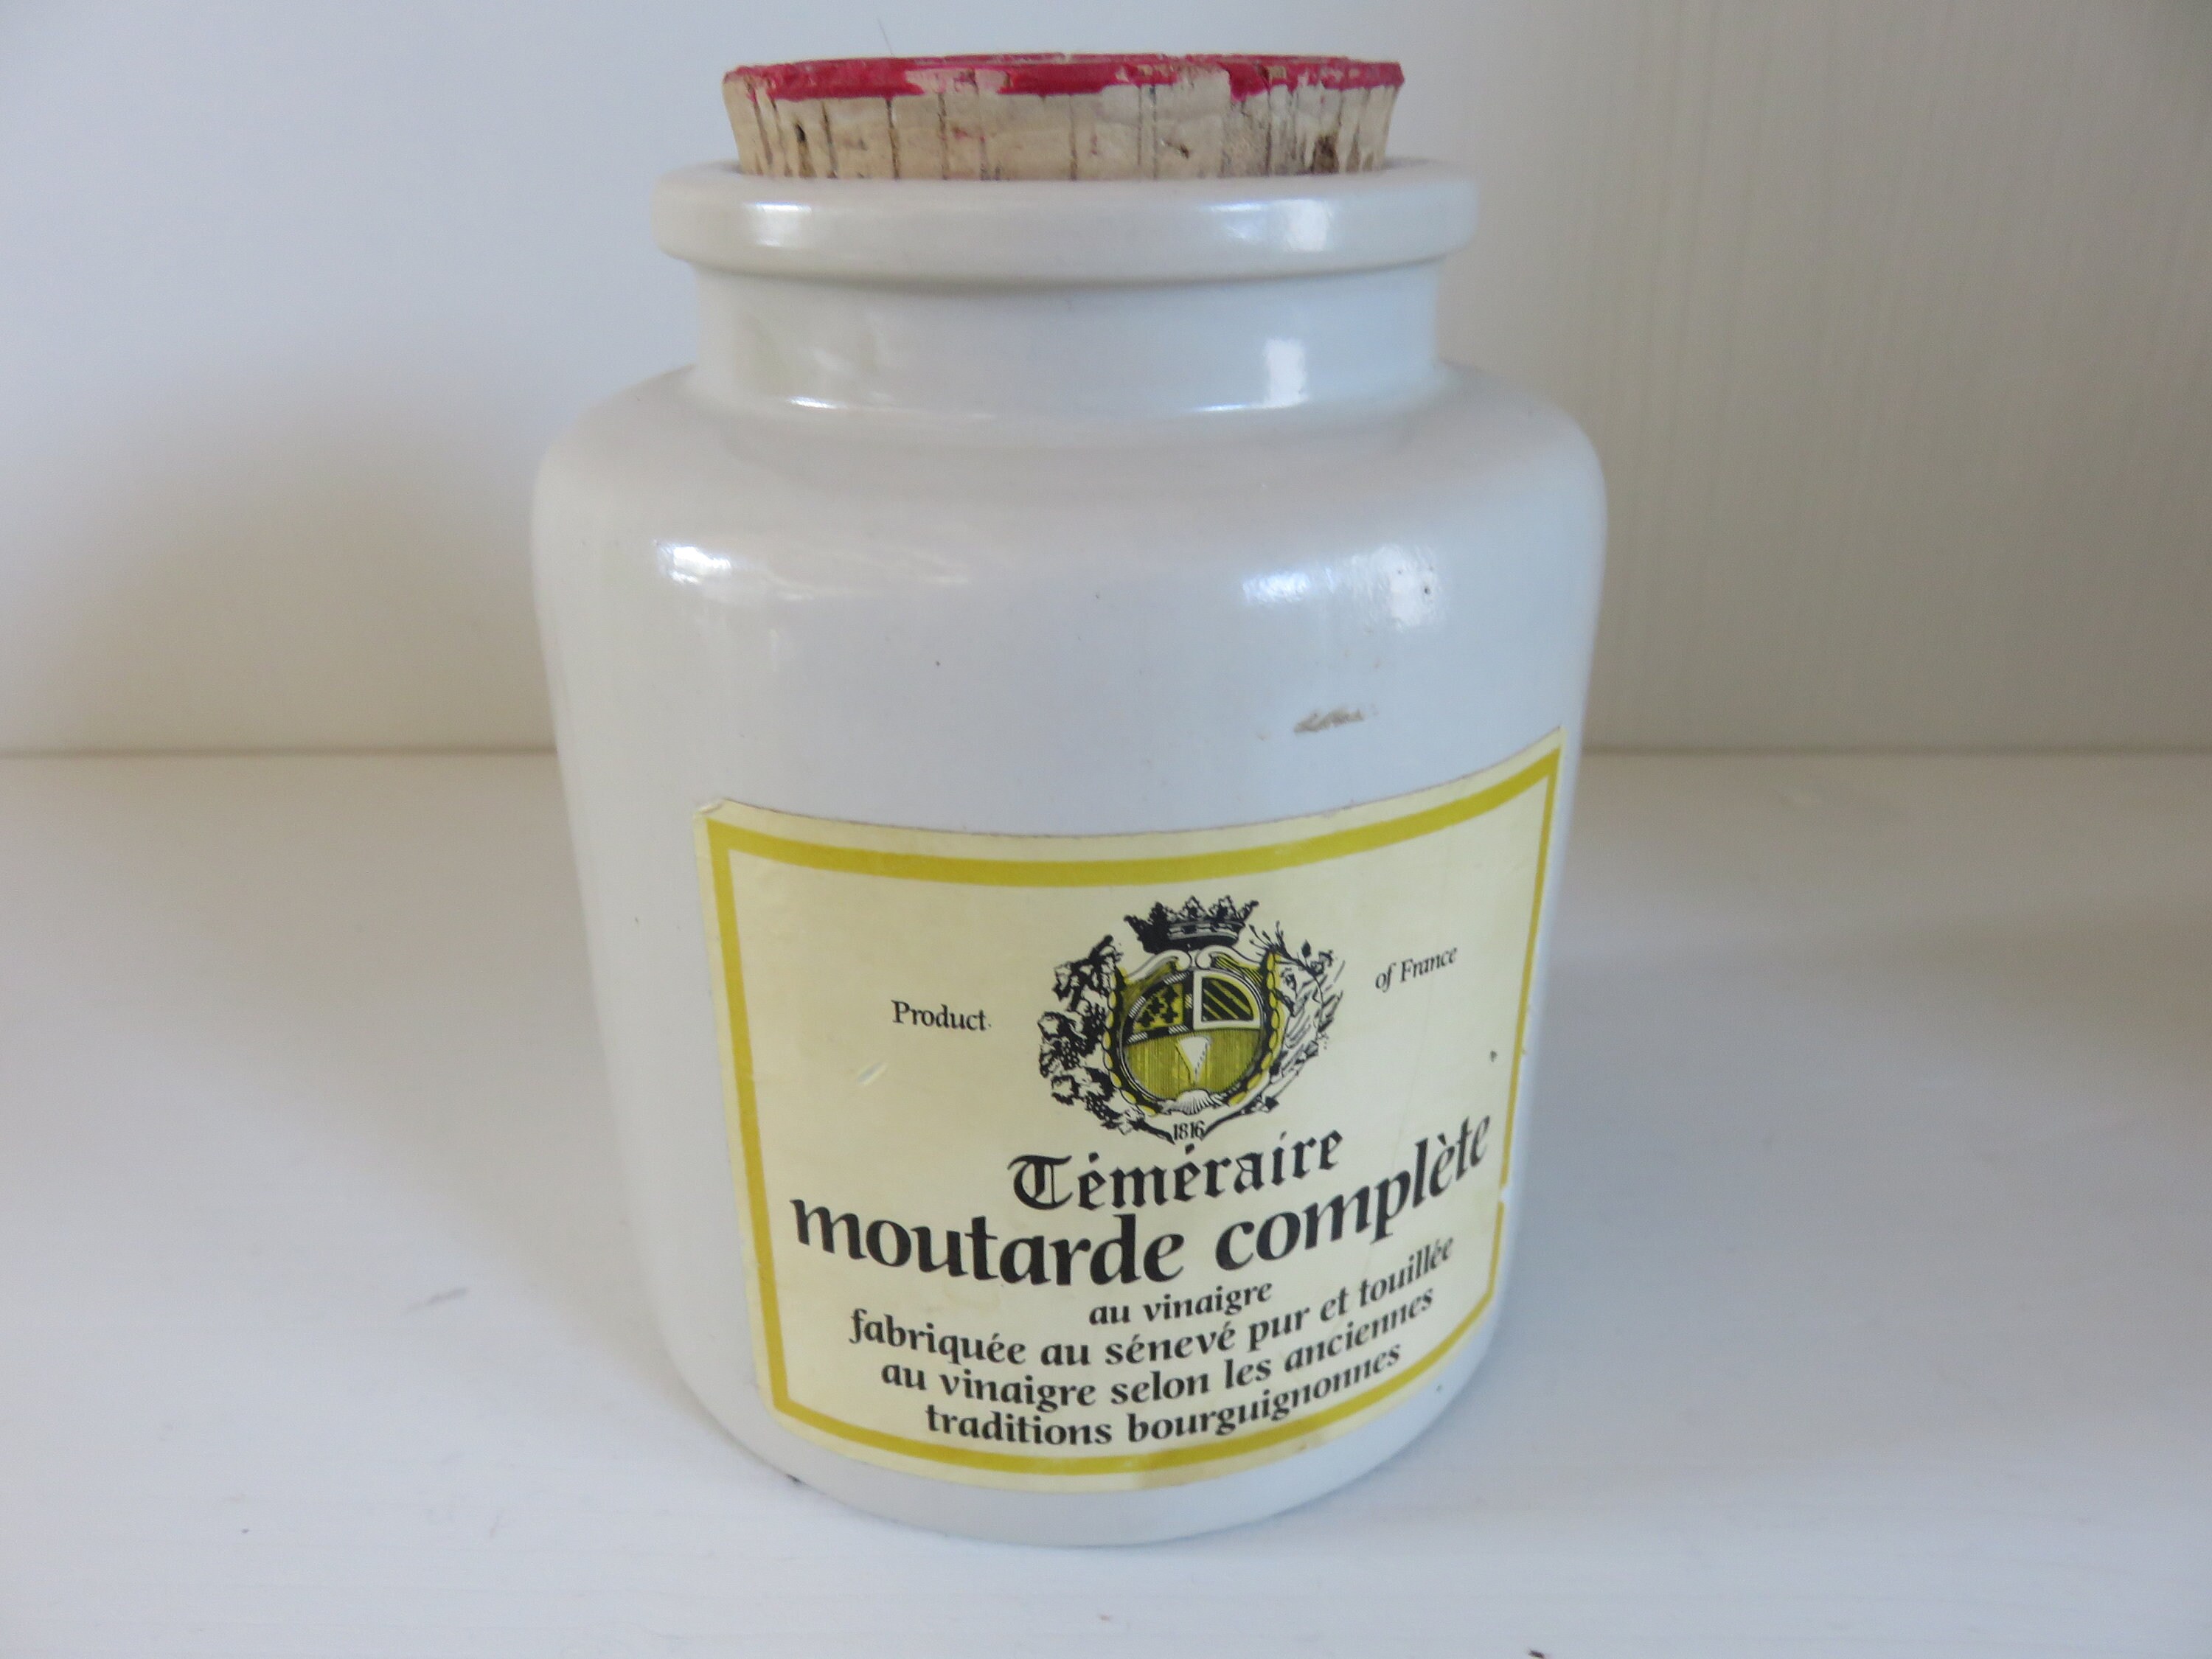 Product
of France
1816
Téméraire
moutarde complète
au vinaigre
fabriquée au sénevé pur et touillée
au vinaigre selon les anciennes
traditions bourguignonnes